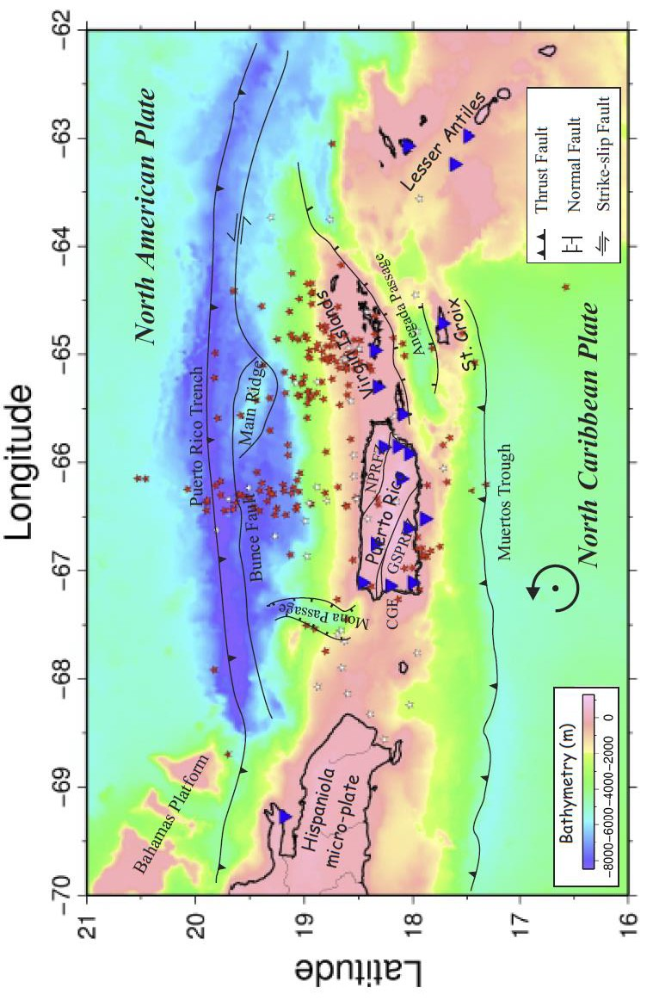 Longitude
−70
−69
−68
−67
−66
−65
−64
−63
−62
Latitude
21
20
19
18
17
16
North American Plate
Puerto Rico Trench
Main Ridge
Bunce Fault
Bahamas Platform
Mona Passage
Virgin Islands
Anegada Passage
Lesser Antiles
St. Croix
NPRFZ
Puerto Rico
GSPRFZ
CGE
Hispaniola
micro-plate
Muertos Trough
North Caribbean Plate
Bathymetry (m)
−8000−6000−4000−2000 0
Thrust Fault
Normal Fault
Strike-slip Fault